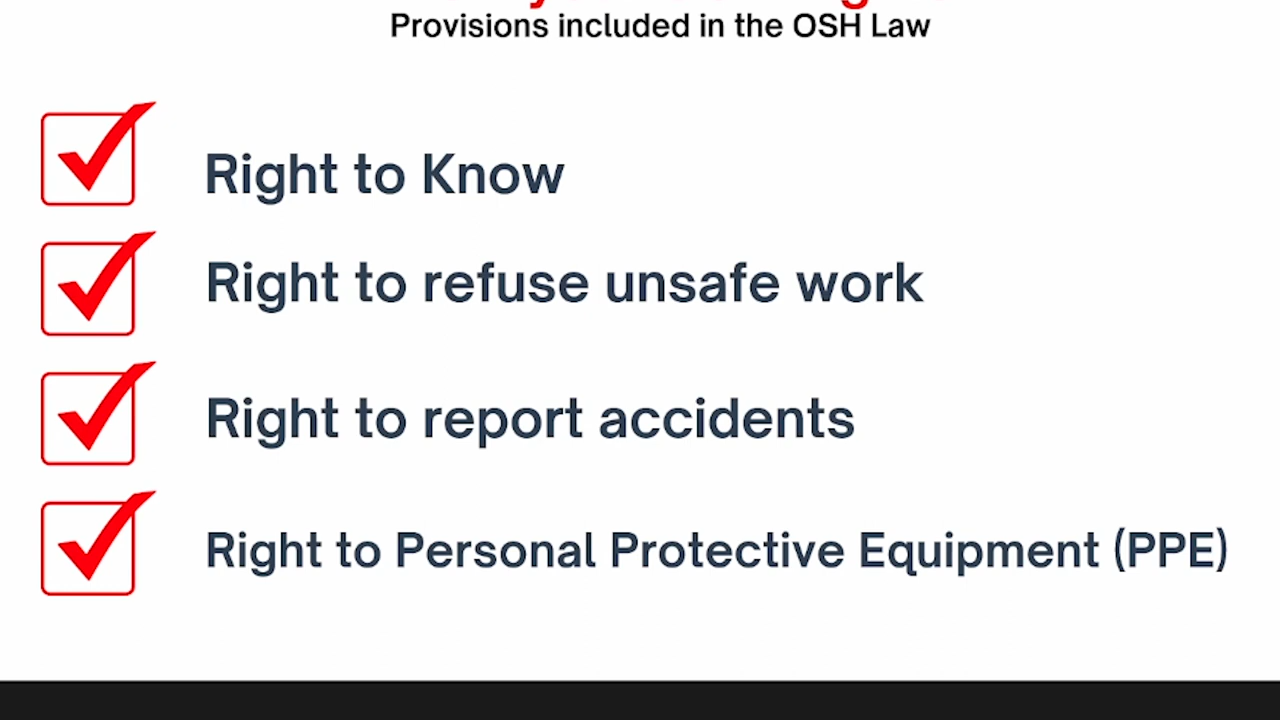 Provisions included in the OSH Law
Right to Know
Right to refuse unsafe work
Right to report accidents
Right to Personal Protective Equipment (PPE)